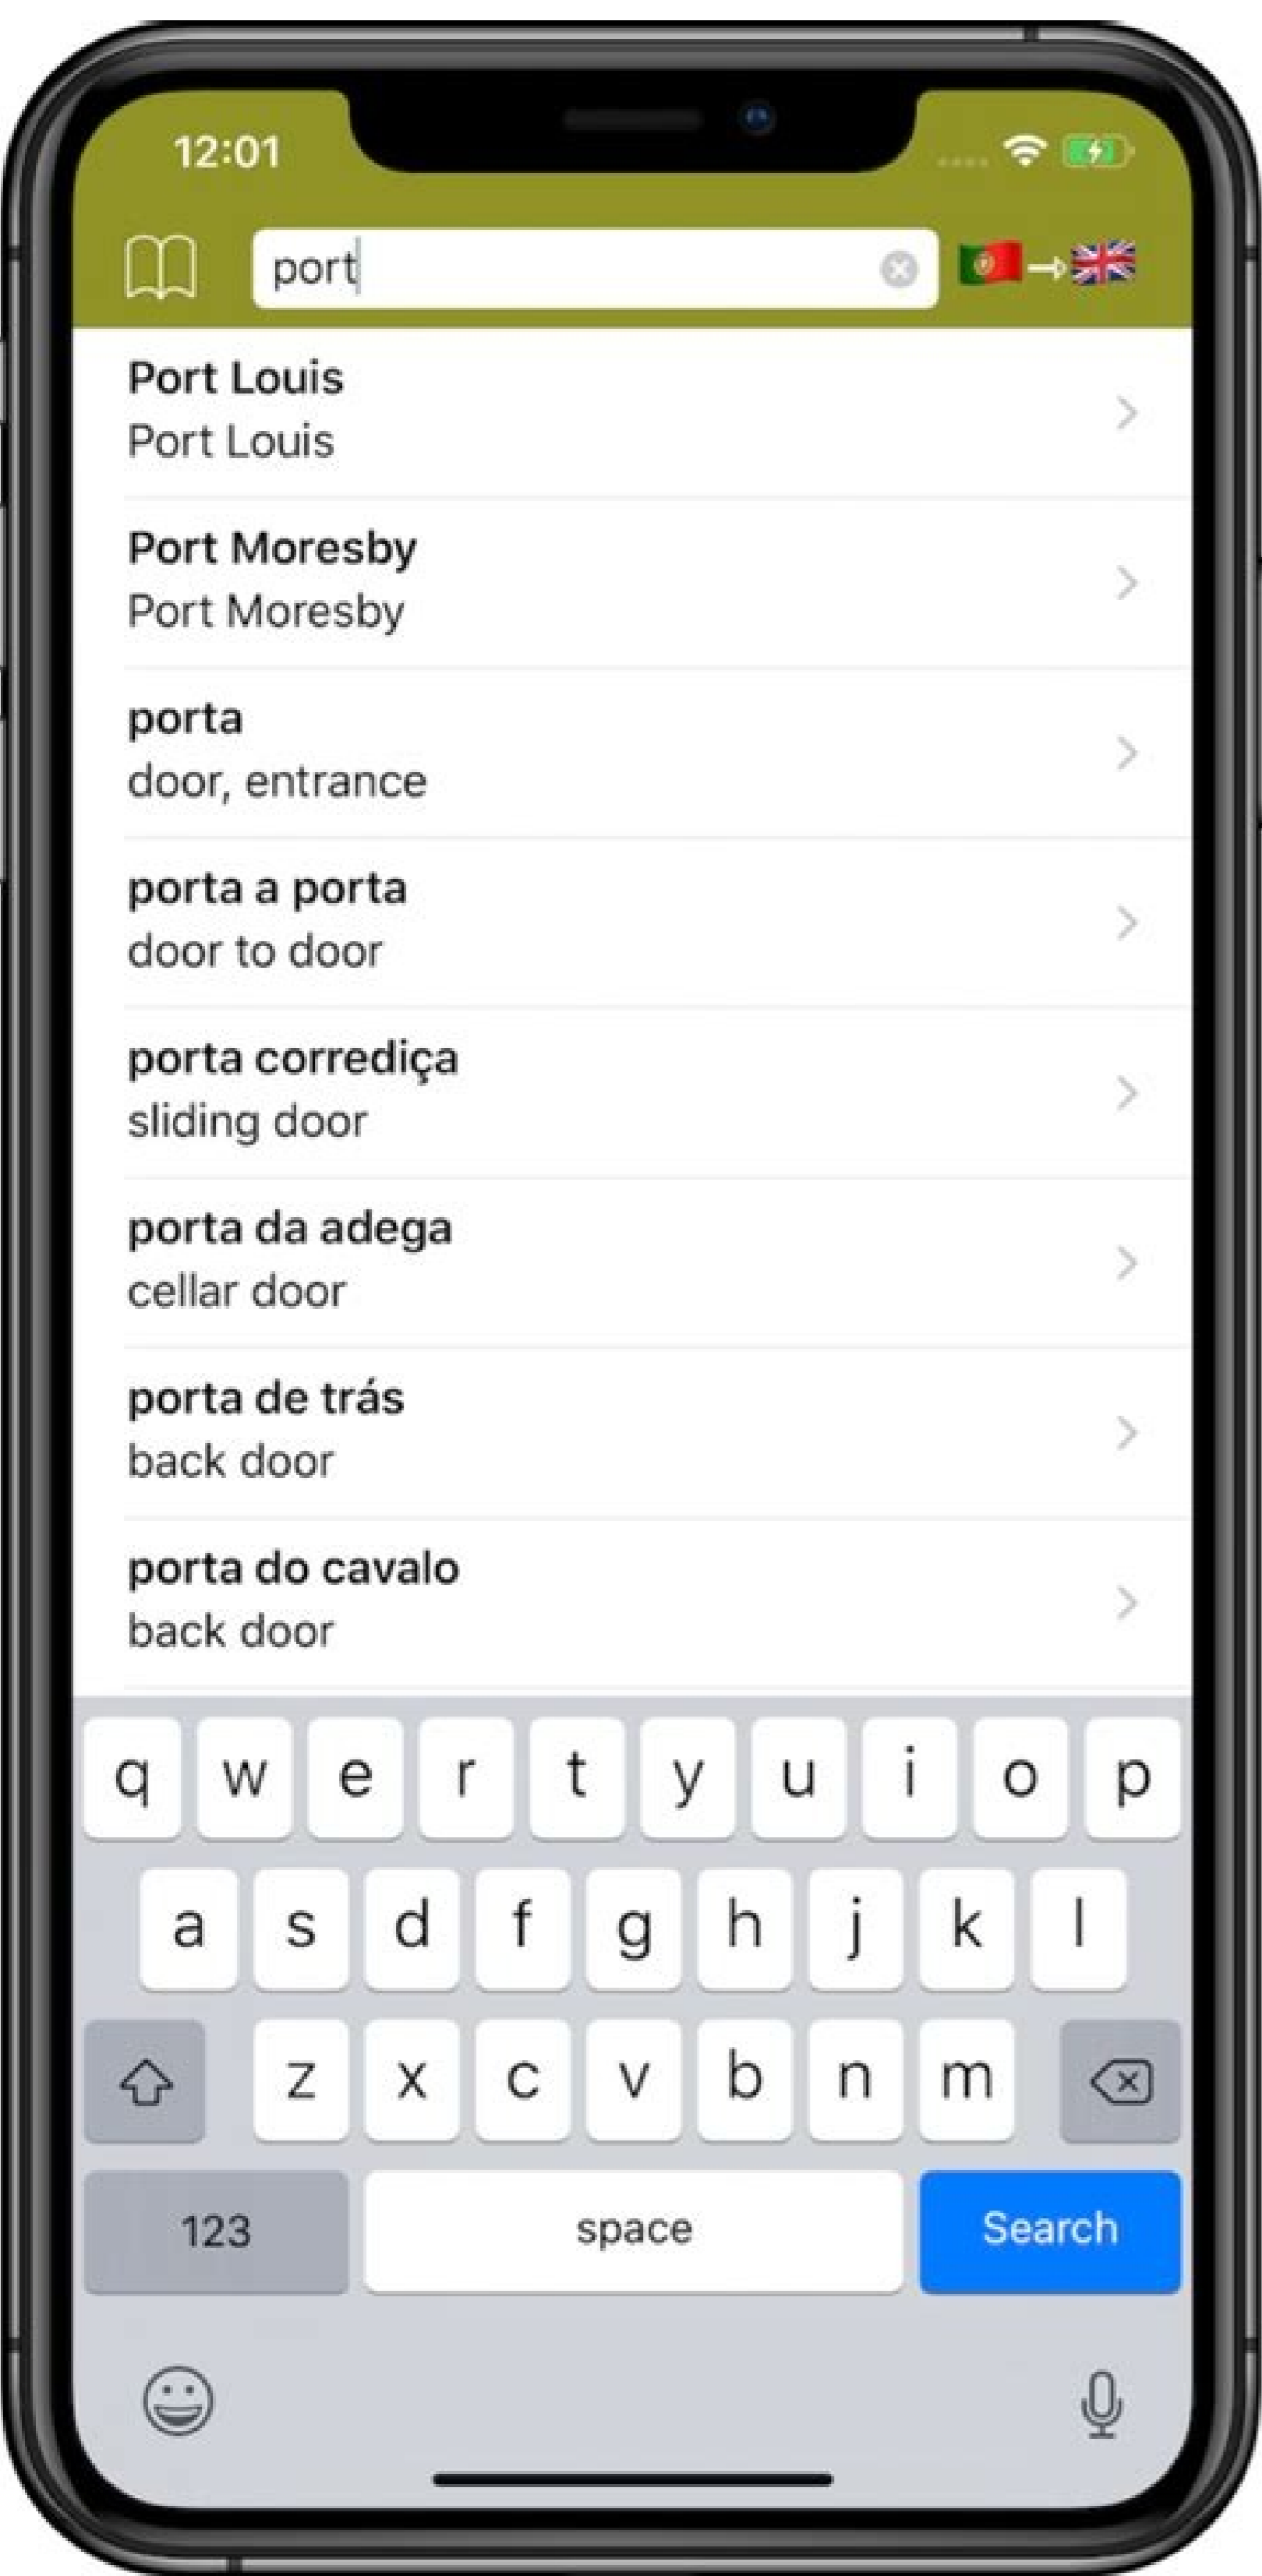 12:01
port
Port Louis
Port Louis
Port Moresby
Port Moresby
porta
door, entrance
porta a porta
door to door
porta corrediça
sliding door
porta da adega
cellar door
porta de trás
back door
porta do cavalo
back door
q w e r t y u i o p
a s d f g h j k l
z x c v b n m
123 space Search